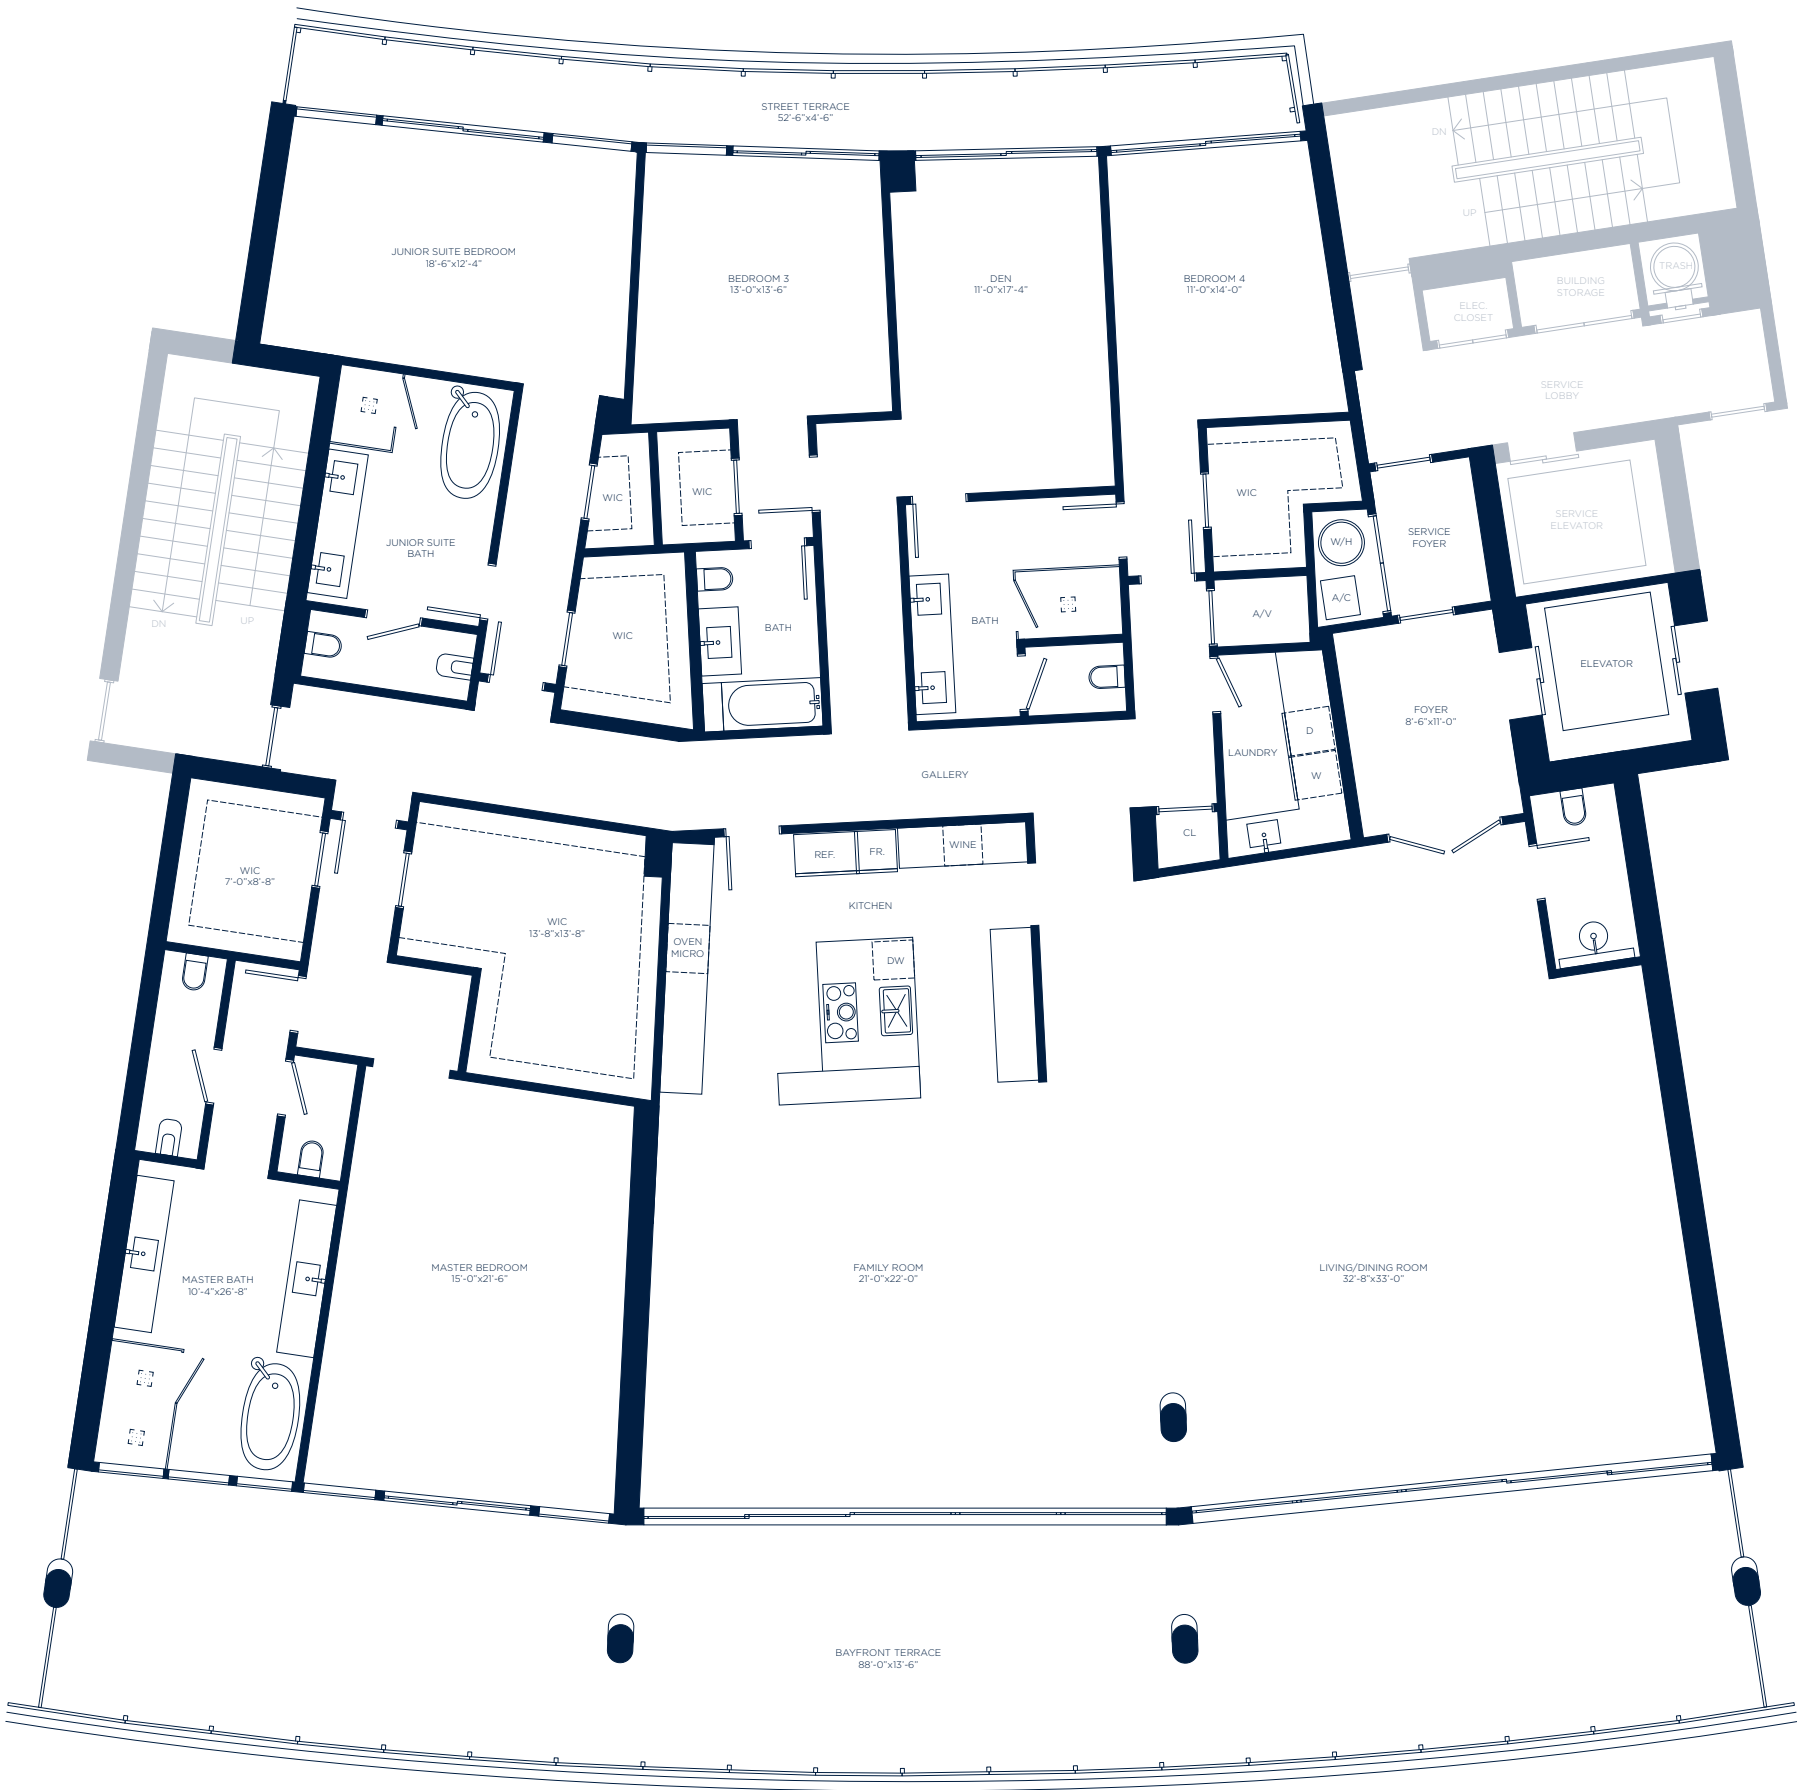 STREET TERRACE
52'-6"x4'-6"
DN
UP
JUNIOR SUITE BEDROOM
18'-6"x12'-4"
BEDROOM 3
13'-0"x13'-6"
DEN
11'-0"x17'-4"
BEDROOM 4
11'-0"x14'-0"
TRASH
BUILDING
STORAGE
ELEC.
CLOSET
SERVICE
LOBBY
WIC
WIC
WIC
SERVICE
ELEVATOR
SERVICE
FOYER
W/H
JUNIOR SUITE
BATH
A/C
A/V
DN
UP
WIC
BATH
BATH
ELEVATOR
FOYER
8'-6"x11'-0"
D
LAUNDRY
W
GALLERY
CL
REF.
FR.
WINE
WIC
7'-0"x8'-8"
KITCHEN
WIC
13'-8"x13'-8"
OVEN
MICRO
DW
MASTER BATH
10'-4"x26'-8"
MASTER BEDROOM
15'-0"x21'-6"
FAMILY ROOM
21'-0"x22'-0"
LIVING/DINING ROOM
32'-8"x33'-0"
BAYFRONT TERRACE
88'-0"x13'-6"